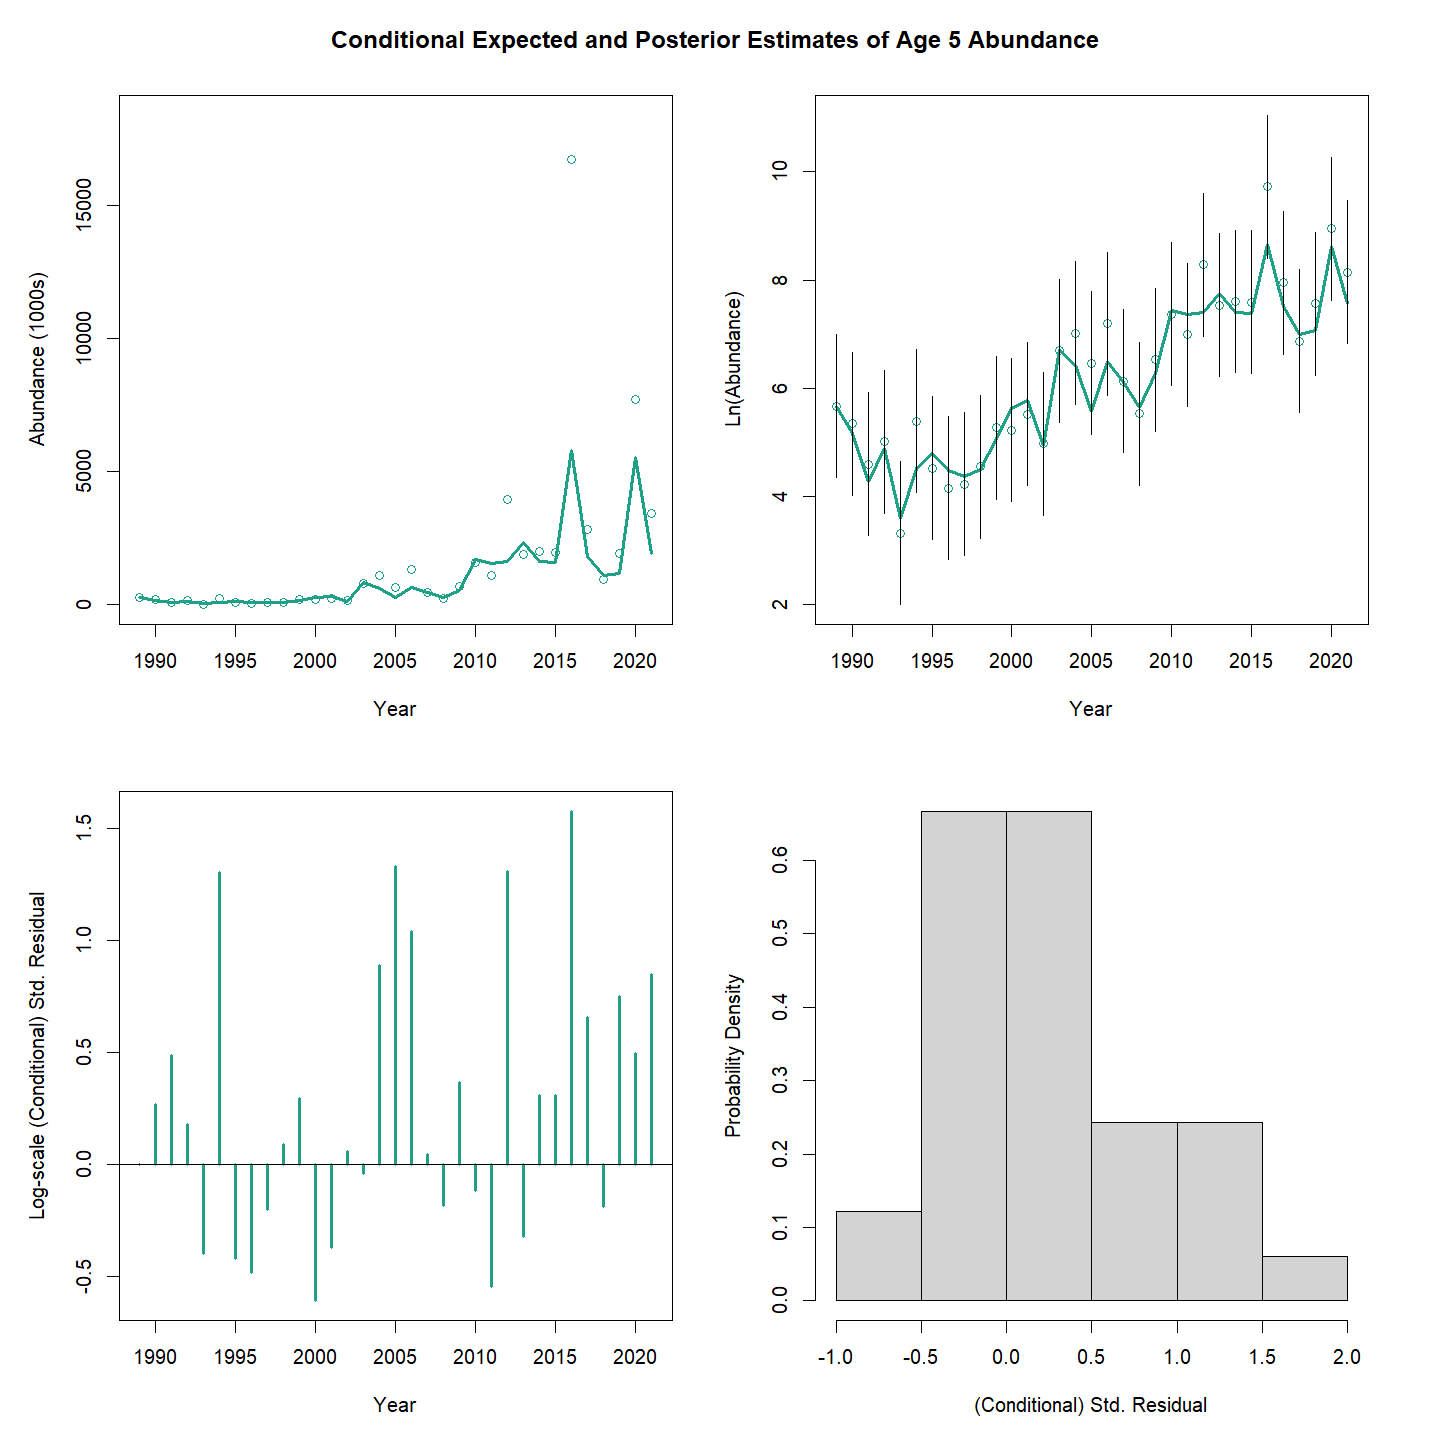 Conditional Expected and Posterior Estimates of Age 5 Abundance
Abundance (1000s)
15000
10000
5000
0
1990 1995 2000 2005 2010 2015 2020
Year
Ln(Abundance)
10
8
6
4
2
1990 1995 2000 2005 2010 2015 2020
Year
Log-scale (Conditional) Std. Residual
1.5
1.0
0.5
0.0
-0.5
1990 1995 2000 2005 2010 2015 2020
Year
Probability Density
0.6
0.5
0.4
0.3
0.2
0.1
0.0
-1.0 -0.5 0.0 0.5 1.0 1.5 2.0
(Conditional) Std. Residual